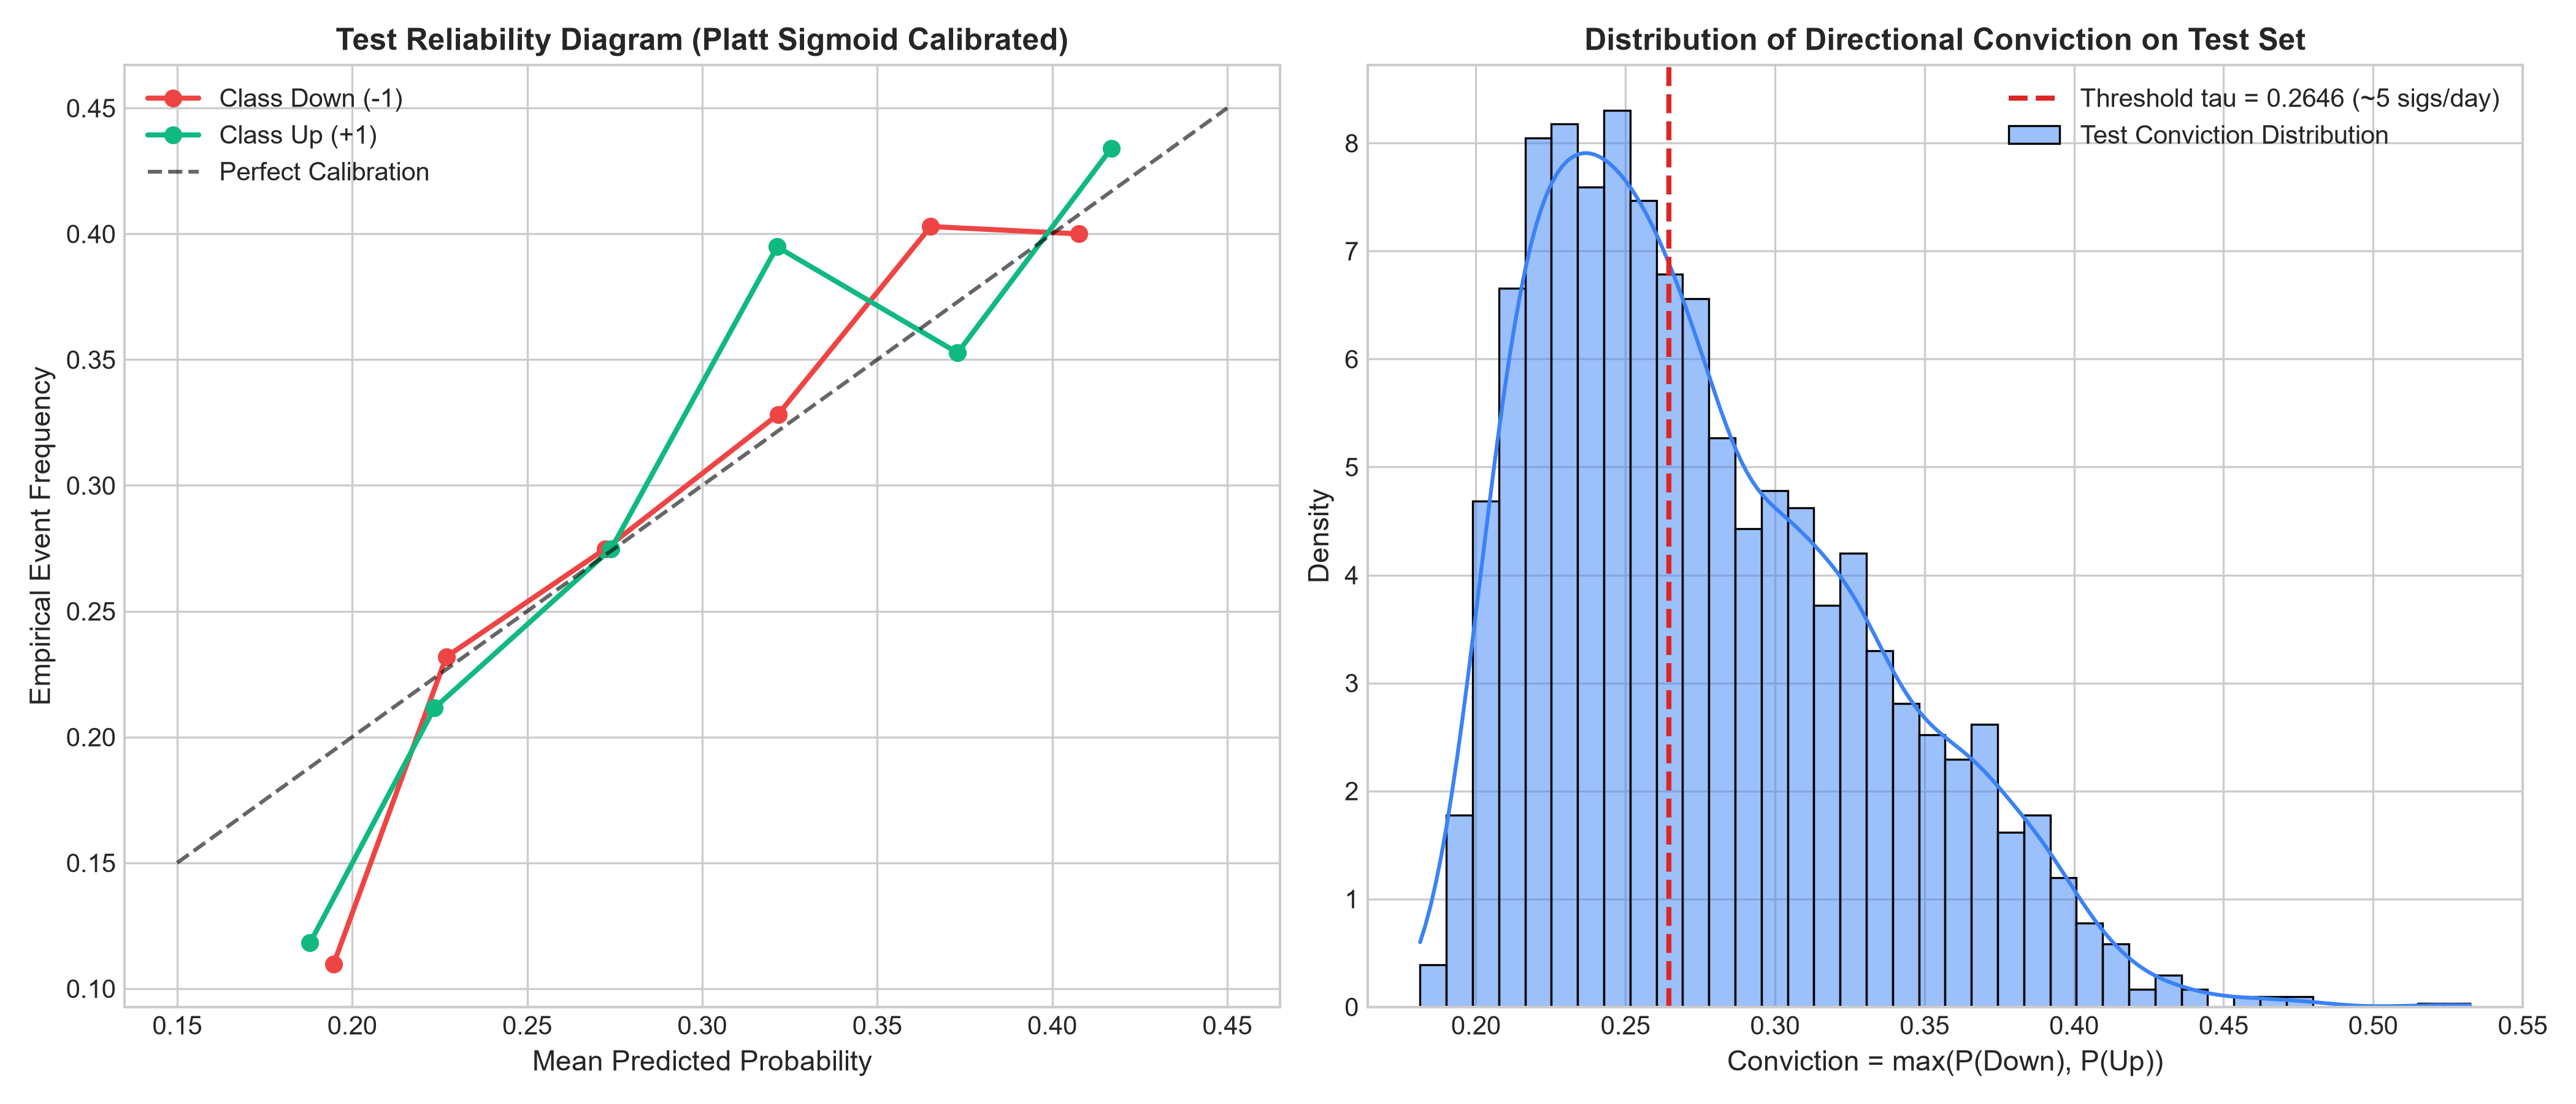 Test Reliability Diagram (Platt Sigmoid Calibrated)
Class Down (-1)
Class Up (+1)
Perfect Calibration
Empirical Event Frequency
0.45
0.40
0.35
0.30
0.25
0.20
0.15
0.10
0.15 0.20 0.25 0.30 0.35 0.40 0.45
Mean Predicted Probability
Distribution of Directional Conviction on Test Set
Threshold tau = 0.2646 (~5 sigs/day)
Test Conviction Distribution
Density
8
7
6
5
4
3
2
1
0
0.20 0.25 0.30 0.35 0.40 0.45 0.50 0.55
Conviction = max(P(Down), P(Up))